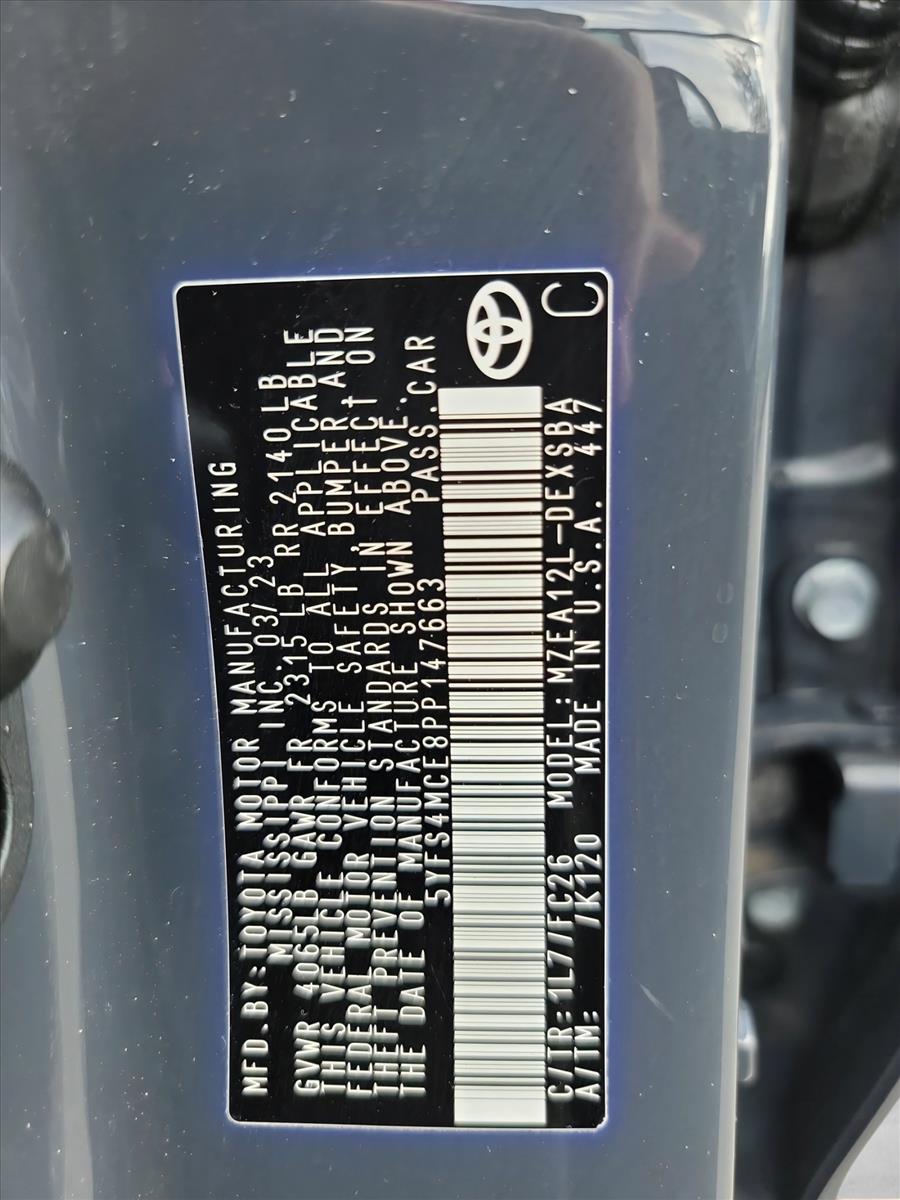 MFD.BY:TOYOTA MOTOR MANUFACTURING
MISSISSIPPI INC. 03/23
GVWR 4065LB GAWR FR 2315 LB RR 2140LB
THIS VEHICLE CONFORMS TO ALL APPLICABLE
FEDERAL MOTOR VEHICLE SAFETY, BUMPER, AND
THEFT PREVENTION STANDARDS IN EFFECT ON
THE DATE OF MANUFACTURE SHOWN ABOVE.
5YFS4MCE8PP147663 PASS.CAR
C/TR:1L7/FC26 MODEL:MZEA12L-DEXSBA
A/TM: /K120 MADE IN U.S.A. 447
C